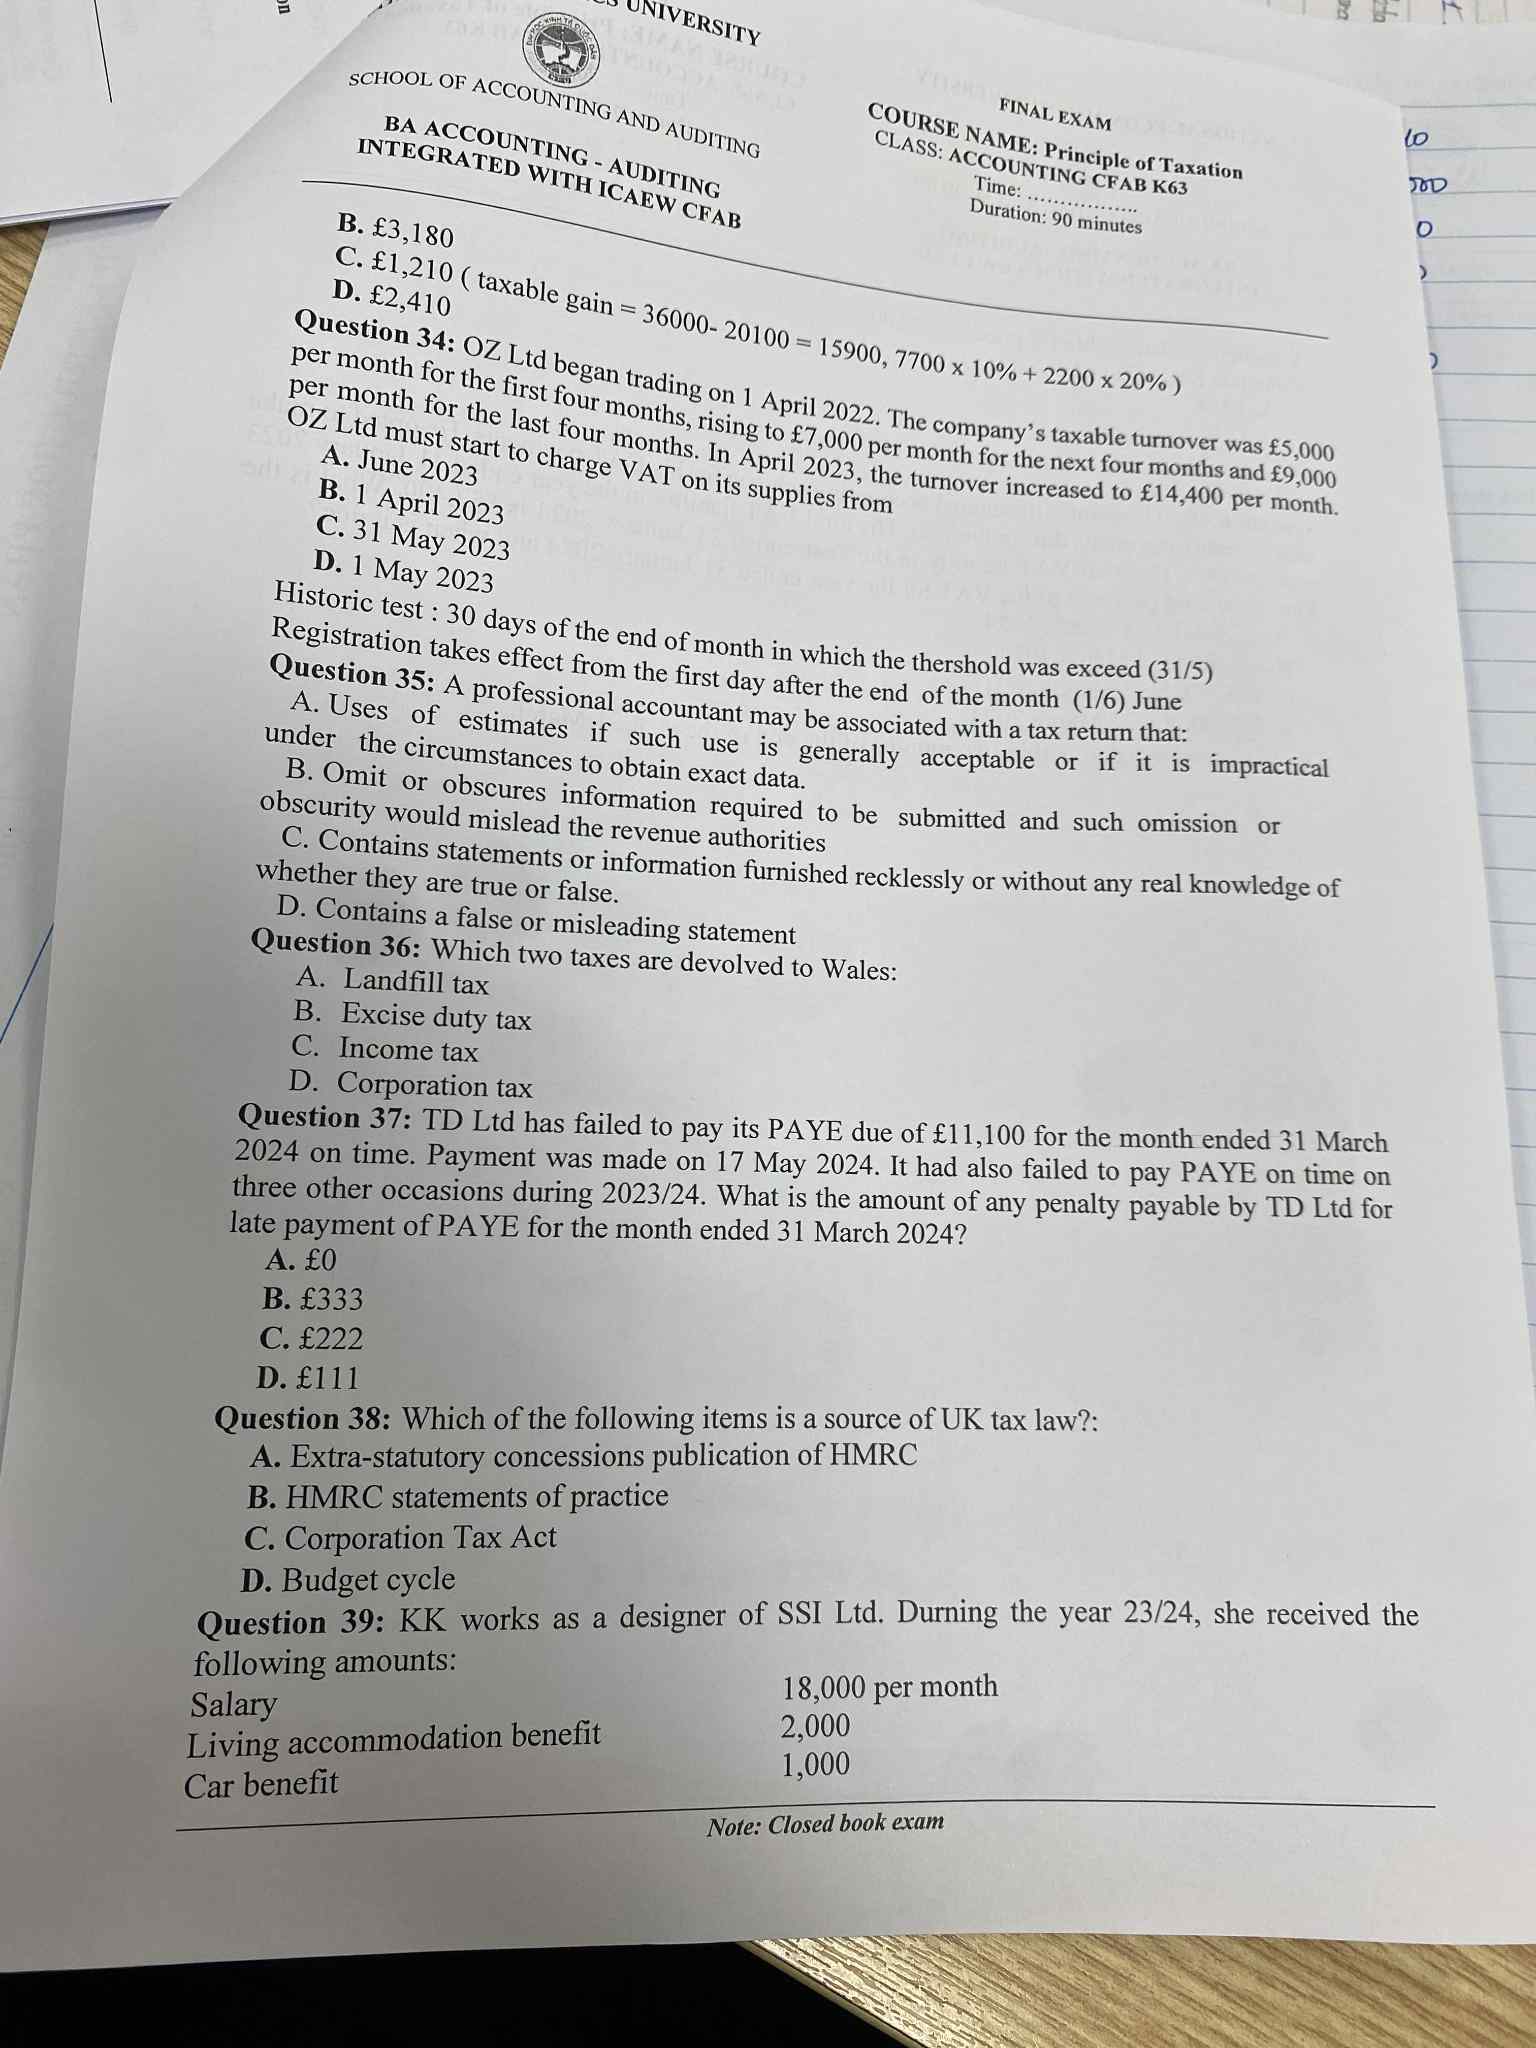 UNIVERSITY
SCHOOL OF ACCOUNTING AND AUDITING
BA ACCOUNTING - AUDITING
INTEGRATED WITH ICAEW CFAB
FINAL EXAM
COURSE NAME: Principle of Taxation
CLASS: ACCOUNTING CFAB K63
Time: .................
Duration: 90 minutes
B. £3,180
C. £1,210 ( taxable gain = 36000- 20100 = 15900, 7700 x 10% + 2200 x 20% )
D. £2,410
Question 34: OZ Ltd began trading on 1 April 2022. The company's taxable turnover was £5,000
per month for the first four months, rising to £7,000 per month for the next four months and £9,000
per month for the last four months. In April 2023, the turnover increased to £14,400 per month.
OZ Ltd must start to charge VAT on its supplies from
A. June 2023
B. 1 April 2023
C. 31 May 2023
D. 1 May 2023
Historic test : 30 days of the end of month in which the thershold was exceed (31/5)
Registration takes effect from the first day after the end of the month (1/6) June
Question 35: A professional accountant may be associated with a tax return that:
A. Uses of estimates if such use is generally acceptable or if it is impractical
under the circumstances to obtain exact data.
B. Omit or obscures information required to be submitted and such omission or
obscurity would mislead the revenue authorities
C. Contains statements or information furnished recklessly or without any real knowledge of
whether they are true or false.
D. Contains a false or misleading statement
Question 36: Which two taxes are devolved to Wales:
A. Landfill tax
B. Excise duty tax
C. Income tax
D. Corporation tax
Question 37: TD Ltd has failed to pay its PAYE due of £11,100 for the month ended 31 March
2024 on time. Payment was made on 17 May 2024. It had also failed to pay PAYE on time on
three other occasions during 2023/24. What is the amount of any penalty payable by TD Ltd for
late payment of PAYE for the month ended 31 March 2024?
A. £0
B. £333
C. £222
D. £111
Question 38: Which of the following items is a source of UK tax law?:
A. Extra-statutory concessions publication of HMRC
B. HMRC statements of practice
C. Corporation Tax Act
D. Budget cycle
Question 39: KK works as a designer of SSI Ltd. Durning the year 23/24, she received the
following amounts:
Salary 18,000 per month
Living accommodation benefit 2,000
Car benefit 1,000
Note: Closed book exam